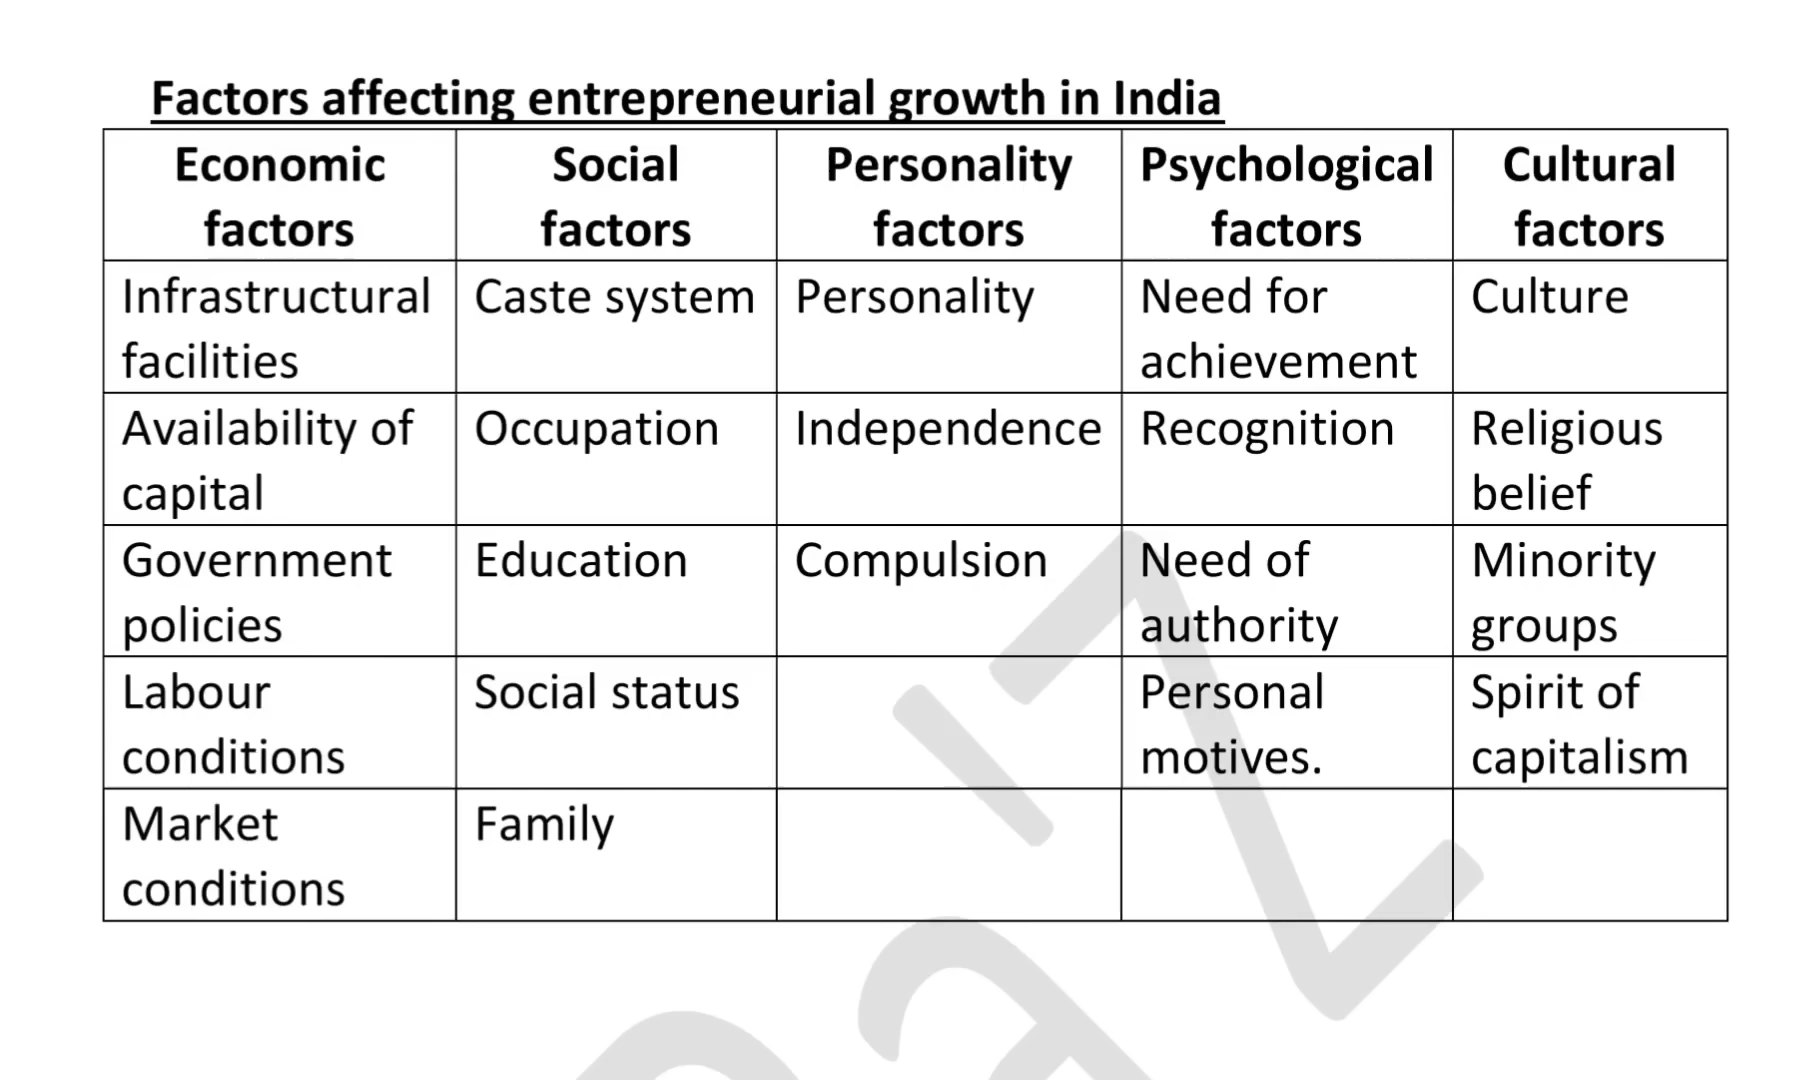 Factors affecting entrepreneurial growth in India
Economic factors | Social factors | Personality factors | Psychological factors | Cultural factors
Infrastructural facilities | Caste system | Personality | Need for achievement | Culture
Availability of capital | Occupation | Independence | Recognition | Religious belief
Government policies | Education | Compulsion | Need of authority | Minority groups
Labour conditions | Social status | | Personal motives. | Spirit of capitalism
Market conditions | Family | | |